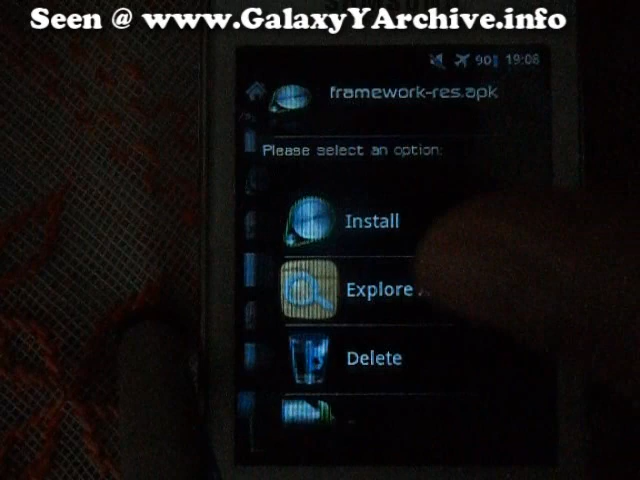 Seen @ www.GalaxyYArchive.info
90 19:08
framework-res.apk
Please select an option:
Install
Explore
Delete